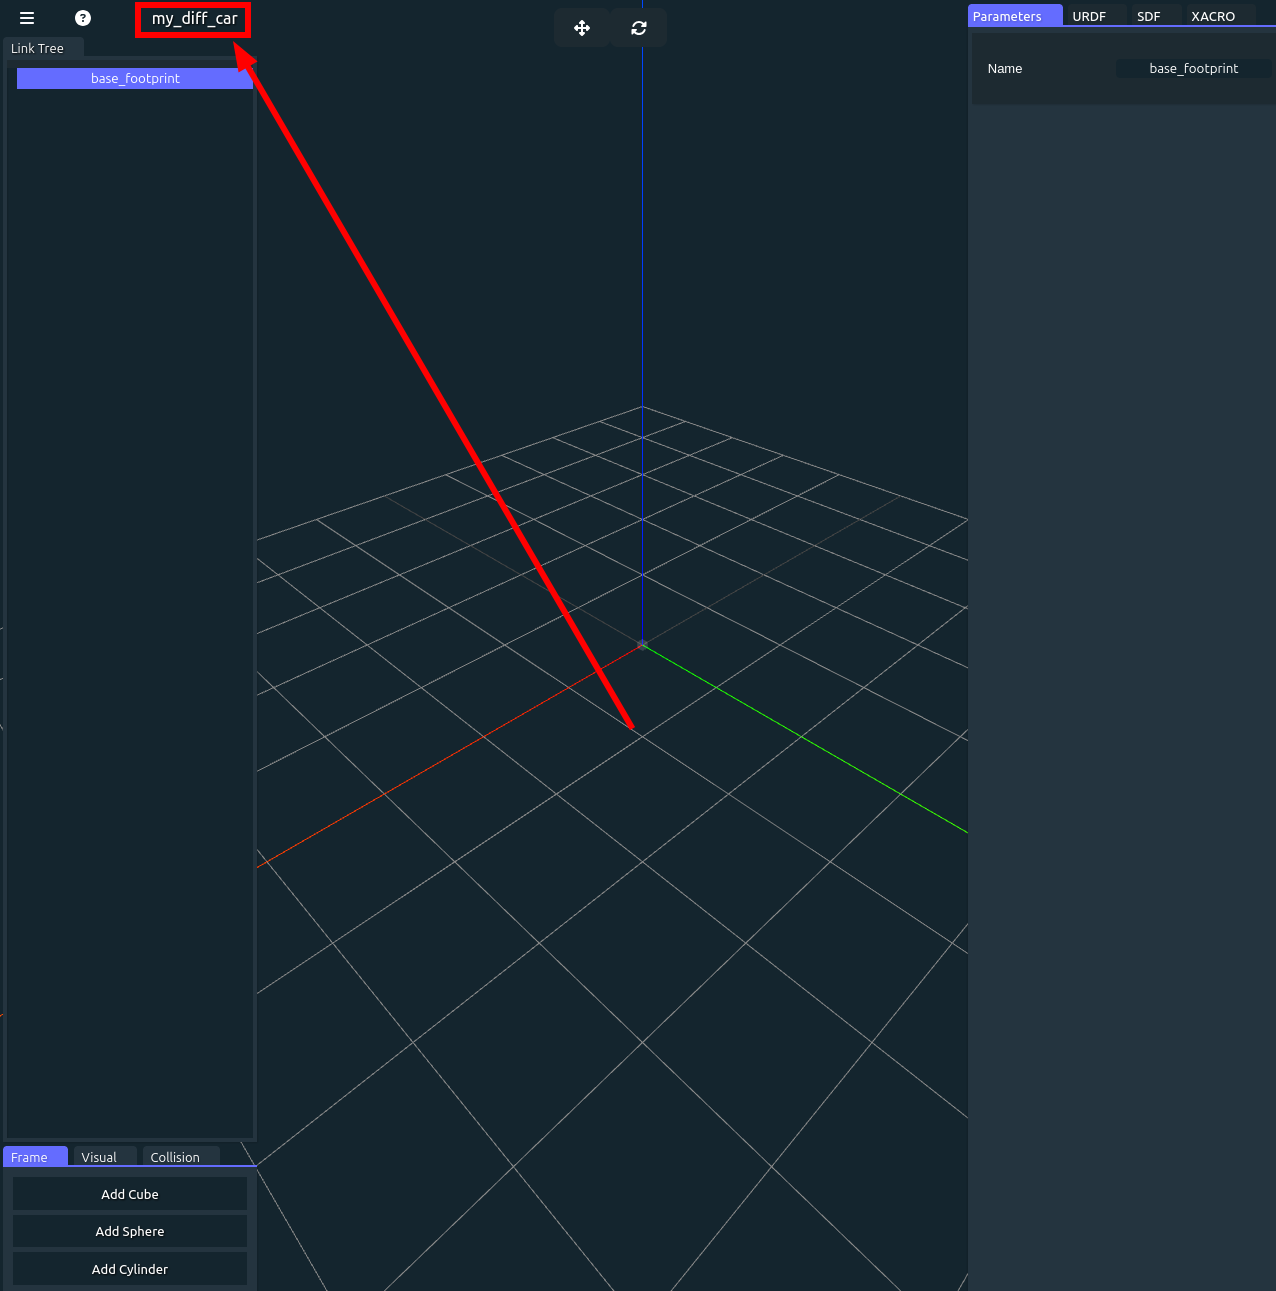 my_diff_car
Link Tree
base_footprint
Parameters
URDF
SDF
XACRO
Name
base_footprint
Frame
Visual
Collision
Add Cube
Add Sphere
Add Cylinder